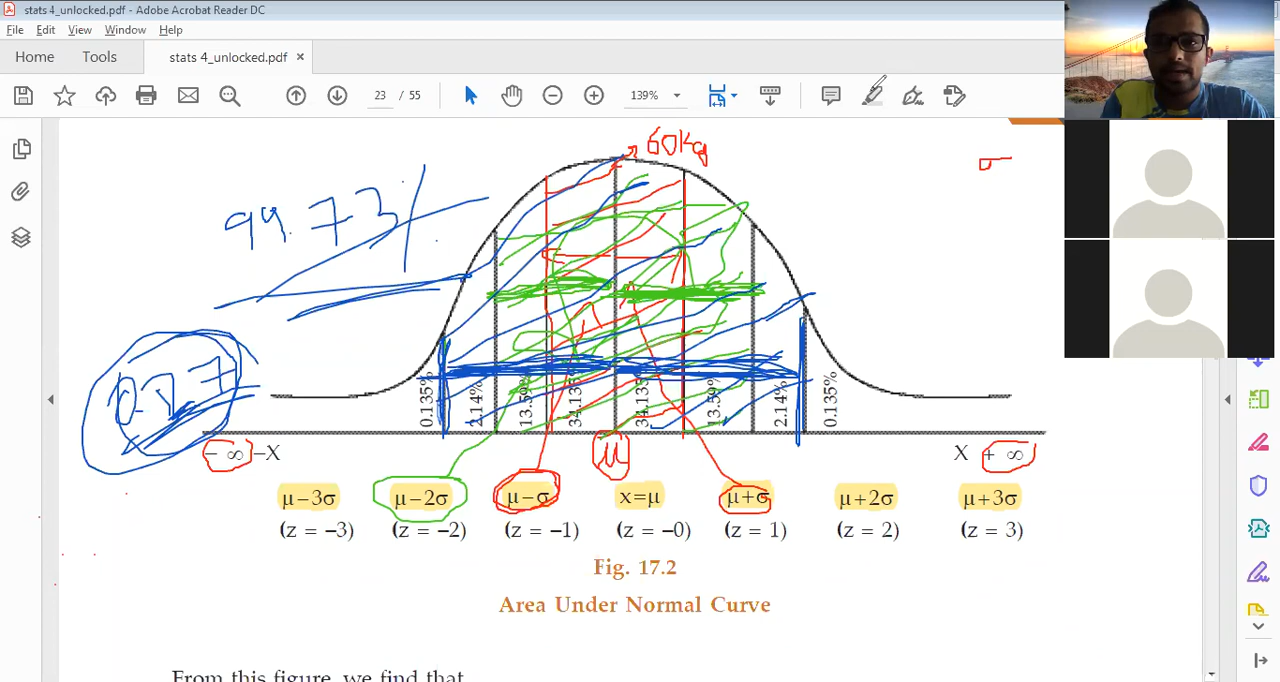 stats 4_unlocked.pdf - Adobe Acrobat Reader DC
File Edit View Window Help
Home Tools stats 4_unlocked.pdf ×
23 / 55 139%
60kg
σ
99.73%
0.135% 2.14% 13.59% 34.13% 34.13% 13.59% 2.14% 0.135%
0.27
− ∞ −X μ X + ∞
μ−3σ μ−2σ μ−σ x=μ μ+σ μ+2σ μ+3σ
(z = −3) (z = −2) (z = −1) (z = −0) (z = 1) (z = 2) (z = 3)
Fig. 17.2
Area Under Normal Curve
From this figure, we find that